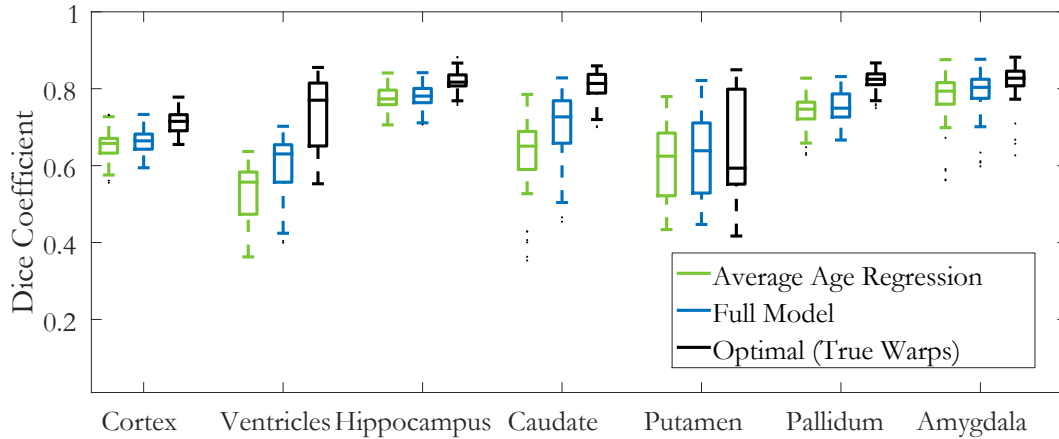 1
0.8
0.6
0.4
0.2
Dice Coefficient
Average Age Regression
Full Model
Optimal (True Warps)
Cortex Ventricles Hippocampus Caudate Putamen Pallidum Amygdala